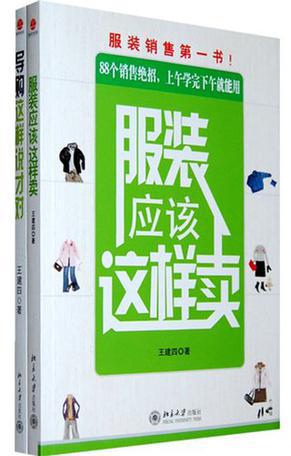 导购这样说才对
王建四◎著
服装应该这样卖
王建四◎著
服装销售第一书!
88个销售绝招,上午学完下午就能用
服装
应该
这样卖
王建四◎著
北京大学出版社